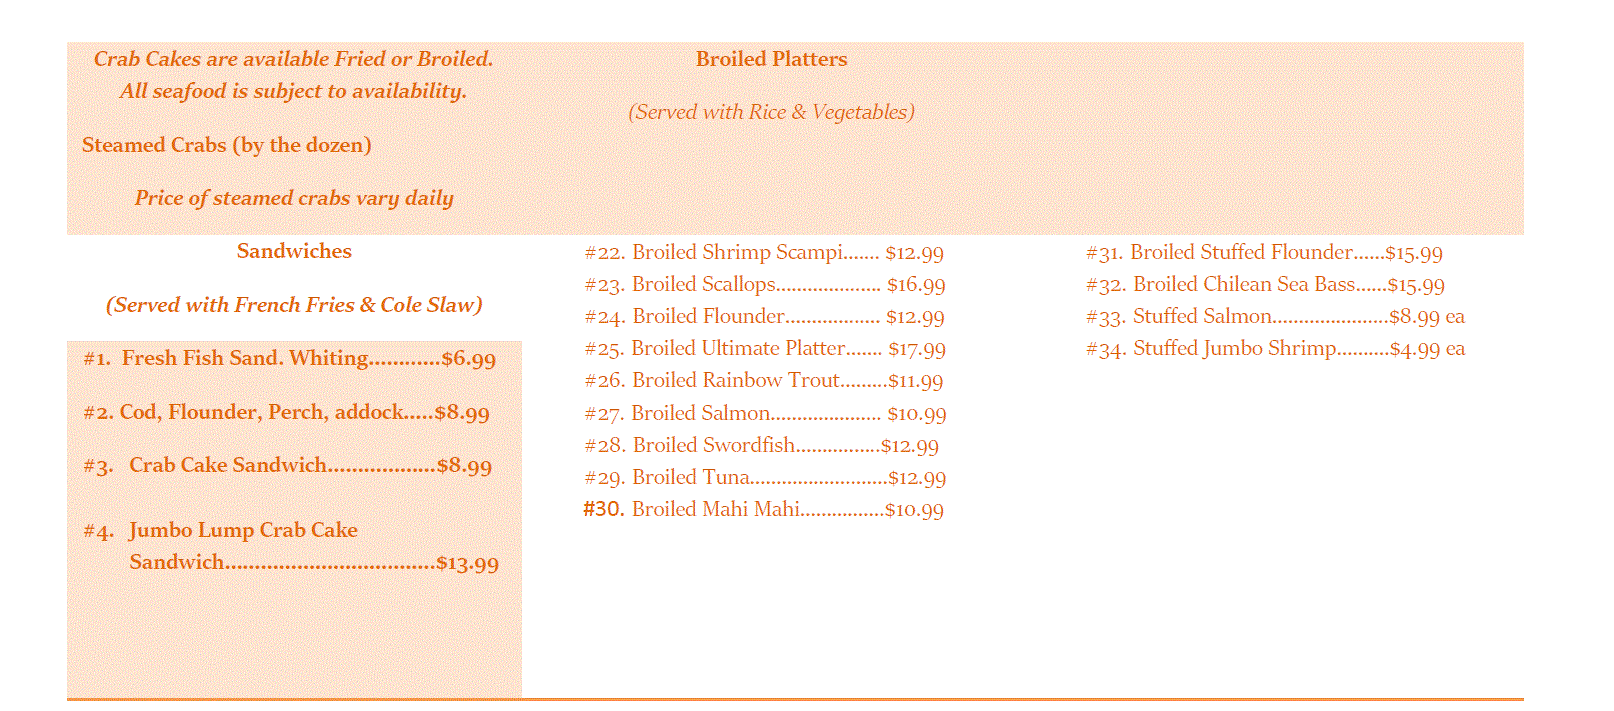 Crab Cakes are available Fried or Broiled.
All seafood is subject to availability.
Steamed Crabs (by the dozen)
Price of steamed crabs vary daily
Sandwiches
(Served with French Fries & Cole Slaw)
#1. Fresh Fish Sand. Whiting............$6.99
#2. Cod, Flounder, Perch, addock.....$8.99
#3. Crab Cake Sandwich..................$8.99
#4. Jumbo Lump Crab Cake
Sandwich...................................$13.99
Broiled Platters
(Served with Rice & Vegetables)
#22. Broiled Shrimp Scampi....... $12.99
#23. Broiled Scallops.................... $16.99
#24. Broiled Flounder.................. $12.99
#25. Broiled Ultimate Platter....... $17.99
#26. Broiled Rainbow Trout.........$11.99
#27. Broiled Salmon..................... $10.99
#28. Broiled Swordfish................$12.99
#29. Broiled Tuna..........................$12.99
#30. Broiled Mahi Mahi................$10.99
#31. Broiled Stuffed Flounder......$15.99
#32. Broiled Chilean Sea Bass......$15.99
#33. Stuffed Salmon......................$8.99 ea
#34. Stuffed Jumbo Shrimp..........$4.99 ea